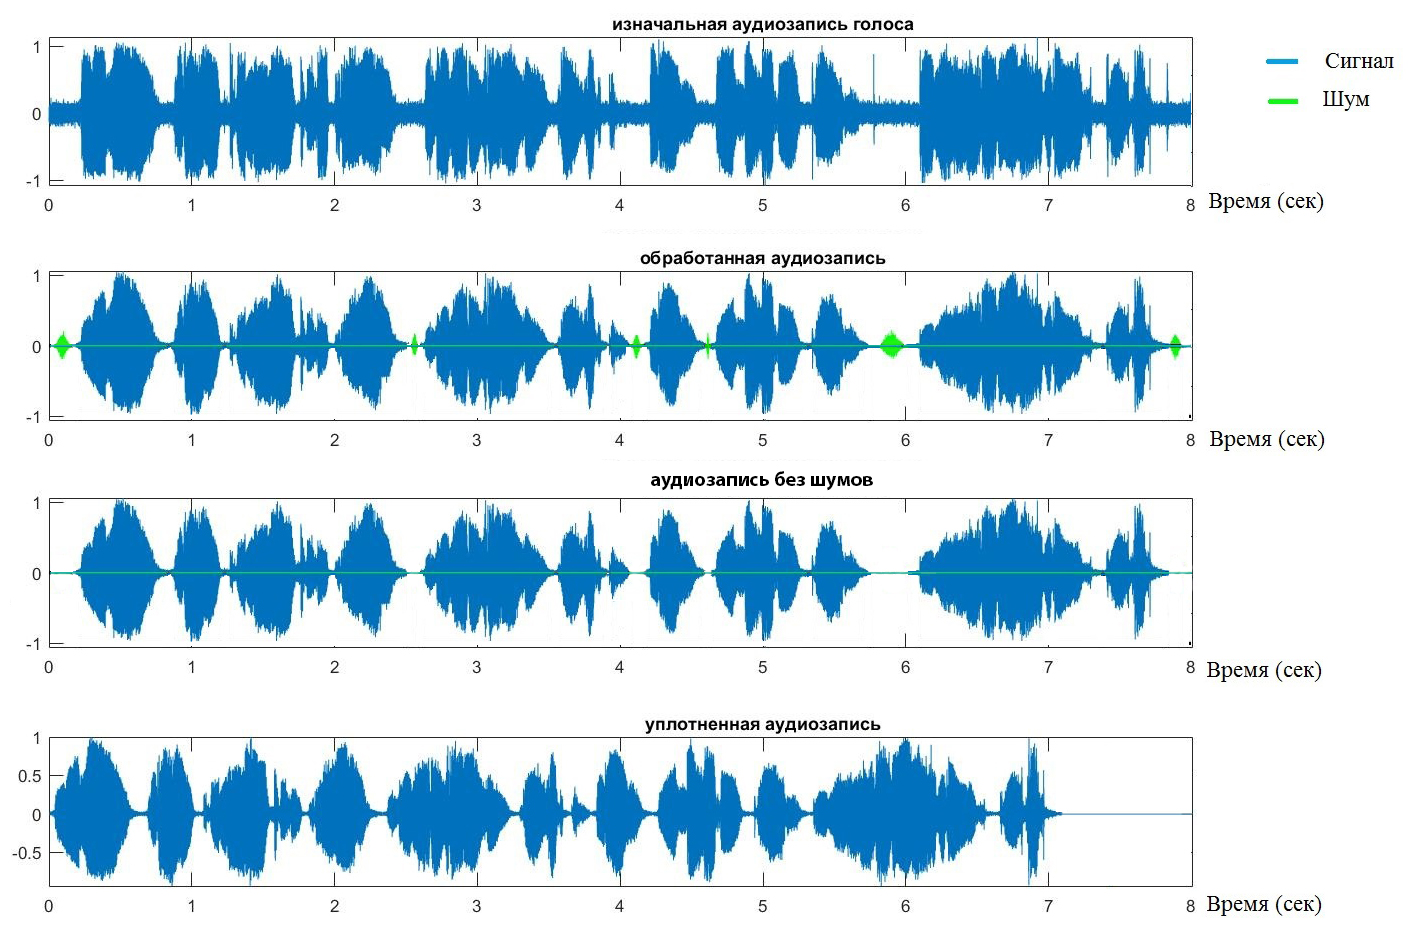 изначальная аудиозапись голоса
1
0
-1
0 1 2 3 4 5 6 7 8
Время (сек)
Сигнал
Шум
обработанная аудиозапись
1
0
-1
0 1 2 3 4 5 6 7 8
Время (сек)
аудиозапись без шумов
1
0
-1
0 1 2 3 4 5 6 7 8
Время (сек)
уплотненная аудиозапись
1
0.5
0
-0.5
0 1 2 3 4 5 6 7 8
Время (сек)